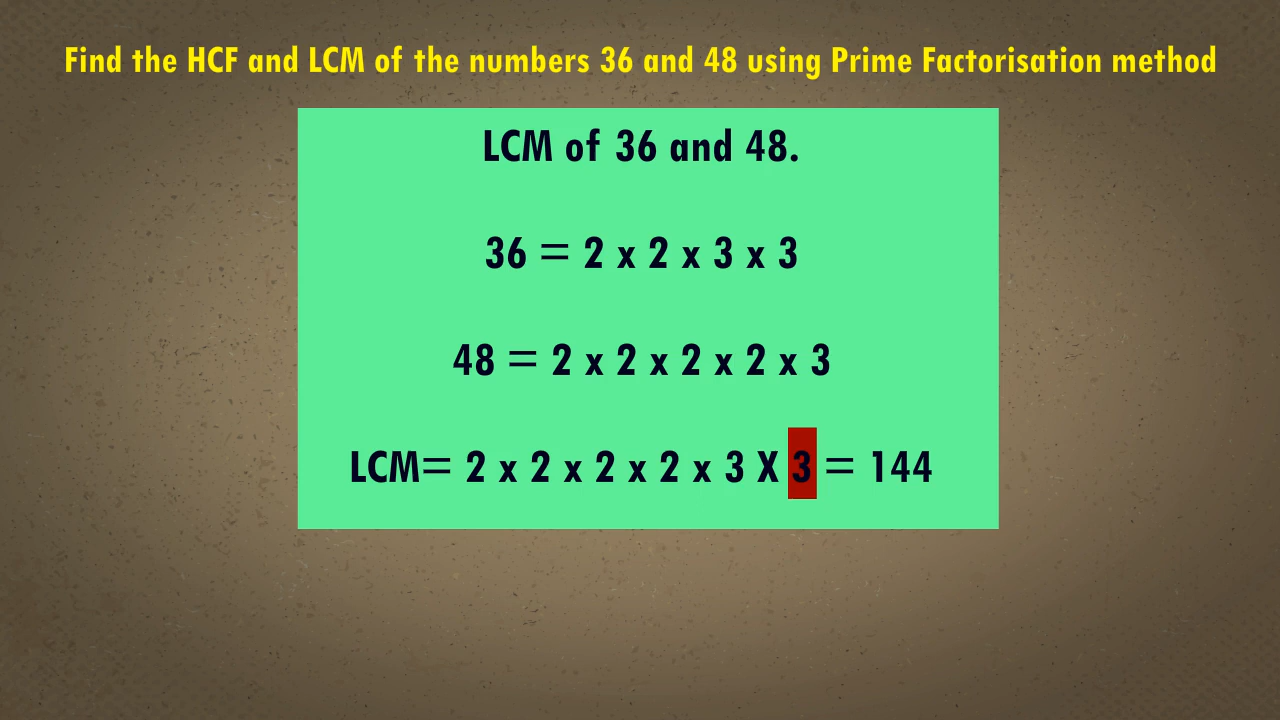 Find the HCF and LCM of the numbers 36 and 48 using Prime Factorisation method
LCM of 36 and 48.
36 = 2 x 2 x 3 x 3
48 = 2 x 2 x 2 x 2 x 3
LCM= 2 x 2 x 2 x 2 x 3 X 3 = 144